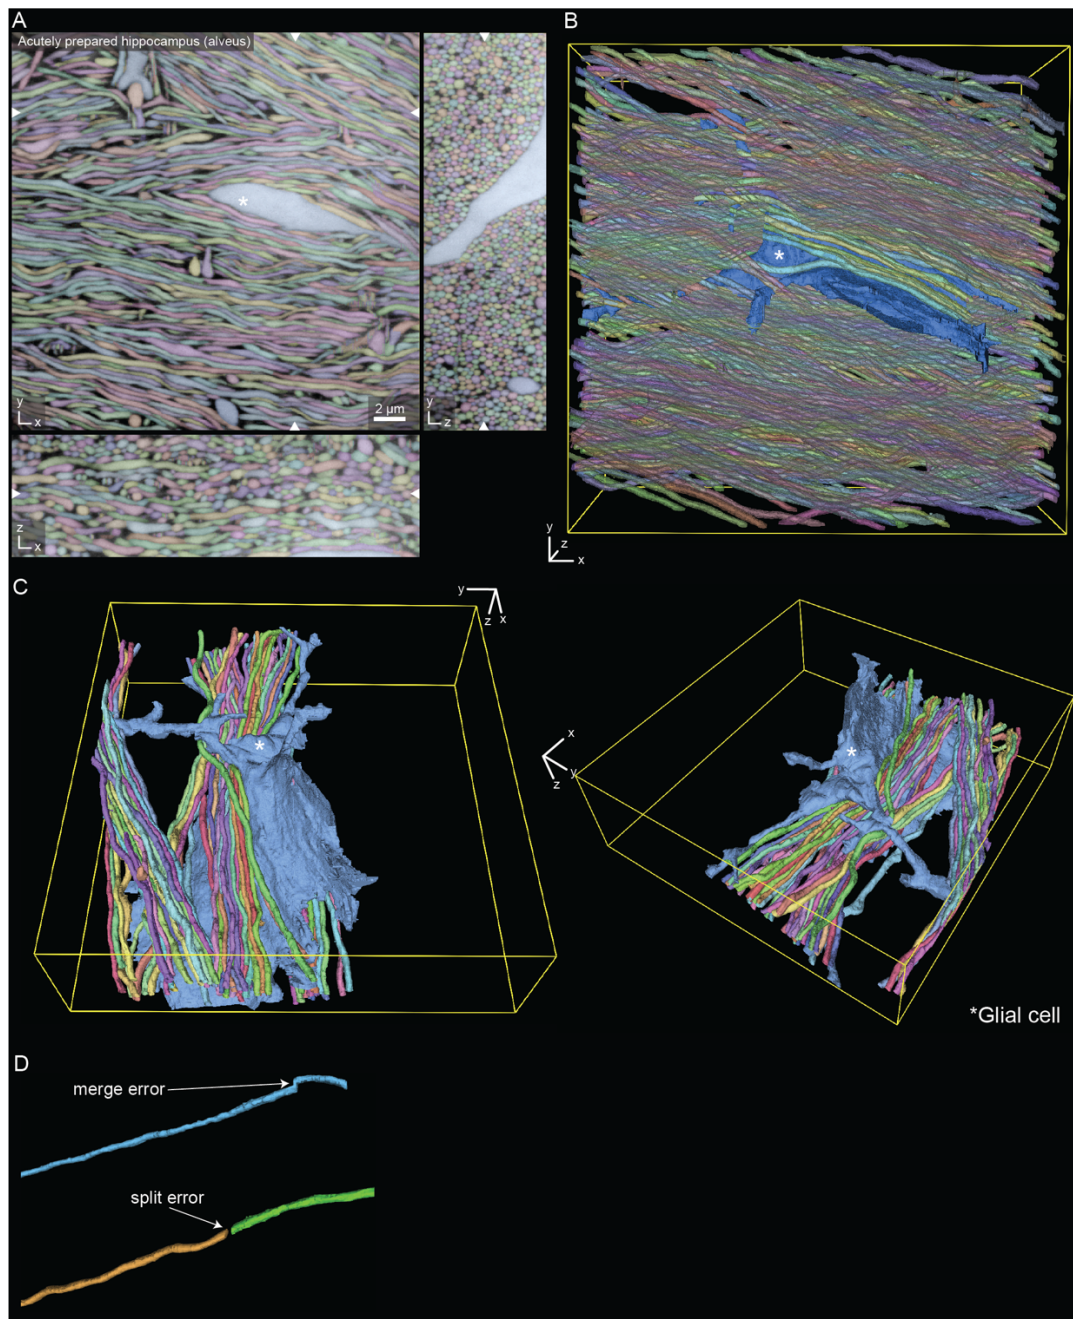 A
Acutely prepared hippocampus (alveus)
*
y
x
2 µm
y
z
z
x
B
*
y
z
x
C
y
z
x
*
x
y
z
*
*Glial cell
D
merge error
split error